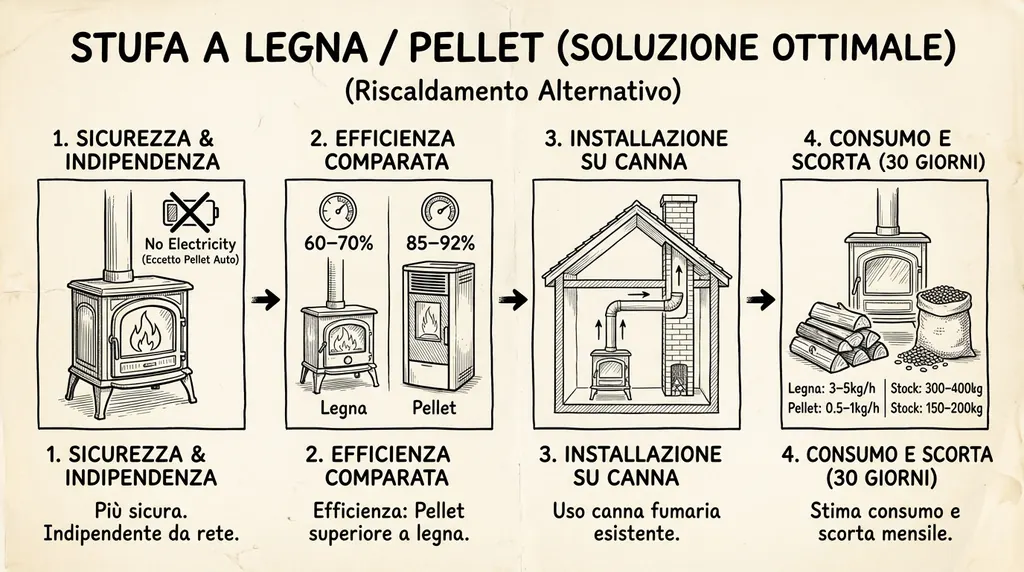 STUFA A LEGNA / PELLET (SOLUZIONE OTTIMALE)
(Riscaldamento Alternativo)
1. SICUREZZA &
INDIPENDENZA
No Electricity
(Eccetto Pellet Auto)
2. EFFICIENZA
COMPARATA
60–70%
85–92%
Legna
Pellet
3. INSTALLAZIONE
SU CANNA
4. CONSUMO E
SCORTA (30 GIORNI)
Legna: 3–5kg/h | Stock: 300–400kg
Pellet: 0.5–1kg/h | Stock: 150–200kg
1. SICUREZZA &
INDIPENDENZA
Più sicura.
Indipendente da rete.
2. EFFICIENZA
COMPARATA
Efficienza: Pellet
superiore a legna.
3. INSTALLAZIONE
SU CANNA
Uso canna fumaria
esistente.
4. CONSUMO E SCORTA
(30 GIORNI)
Stima consumo e
scorta mensile.